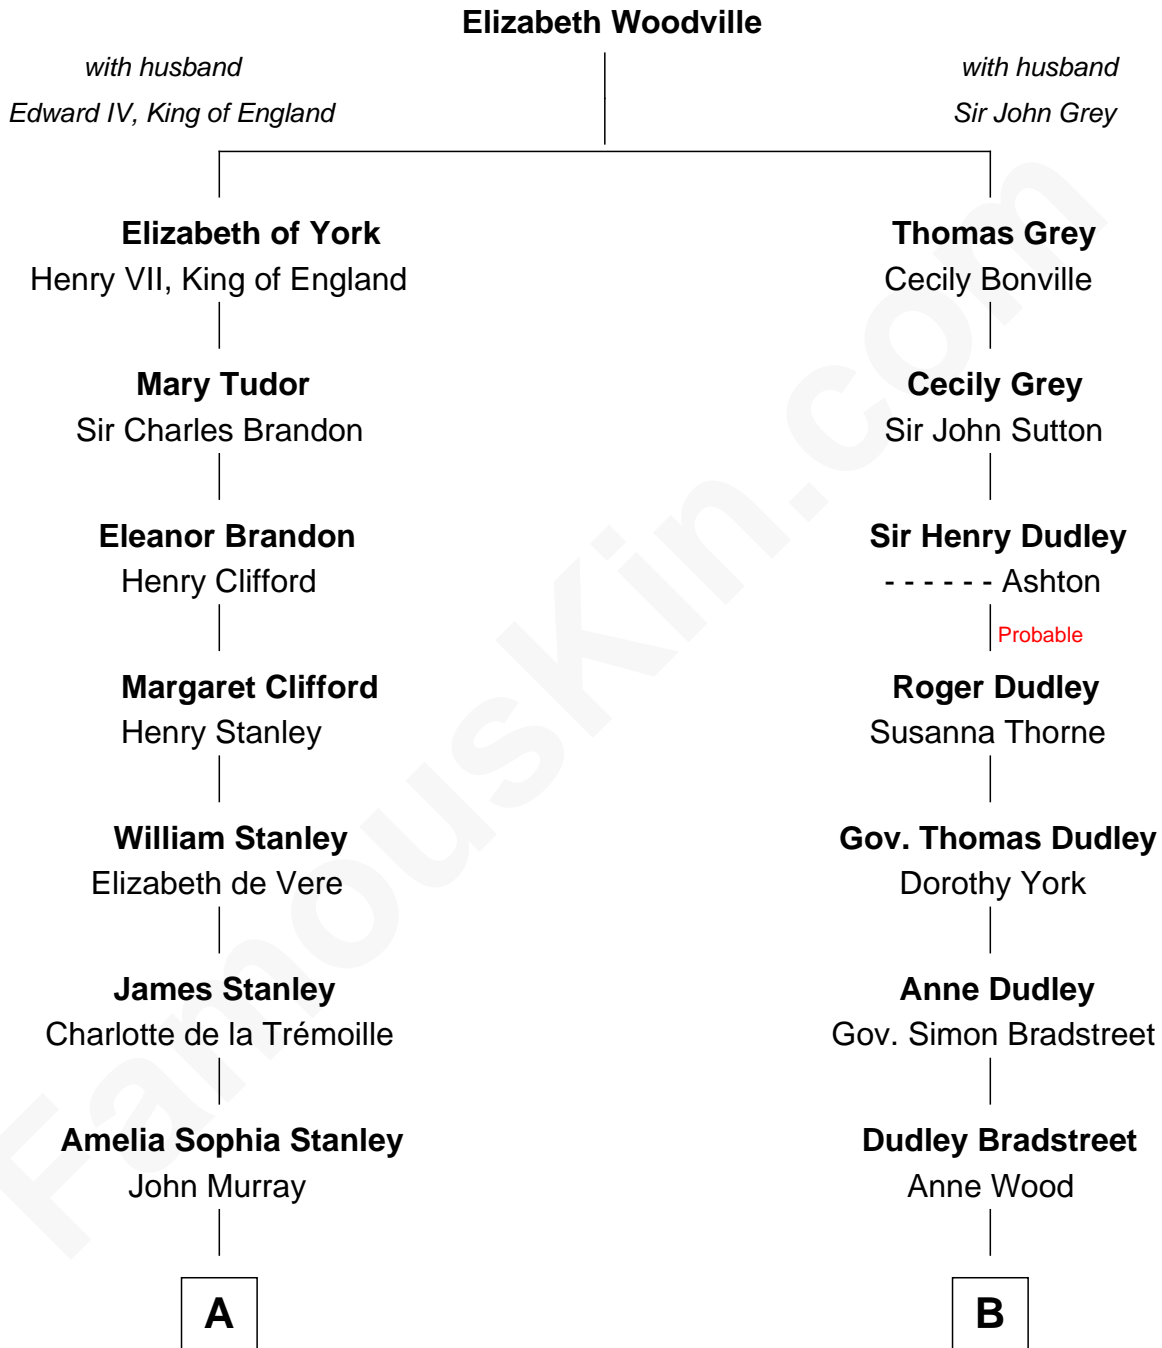 Elizabeth Woodville
with husband
Edward IV, King of England
with husband
Sir John Grey
Elizabeth of York
Henry VII, King of England
Thomas Grey
Cecily Bonville
Mary Tudor
Sir Charles Brandon
Cecily Grey
Sir John Sutton
Eleanor Brandon
Henry Clifford
Sir Henry Dudley
- - - - - - Ashton
Probable
Margaret Clifford
Henry Stanley
Roger Dudley
Susanna Thorne
William Stanley
Elizabeth de Vere
Gov. Thomas Dudley
Dorothy York
James Stanley
Charlotte de la Trémoille
Anne Dudley
Gov. Simon Bradstreet
Amelia Sophia Stanley
John Murray
Dudley Bradstreet
Anne Wood
A
B
FamousKin.com